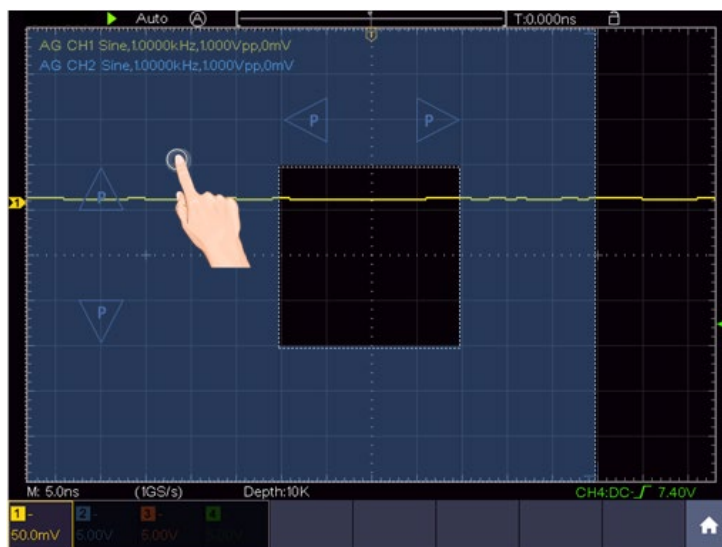 Auto A T:0.000ns
T
AG CH1 Sine,1.0000kHz,1.000Vpp,0mV
AG CH2 Sine,1.0000kHz,1.000Vpp,0mV
P P
P
1
P
M: 5.0ns (1GS/s) Depth:10K CH4:DC- 7.40V
1 - 2 - 3 - 4 -
50.0mV 5.00V 5.00V